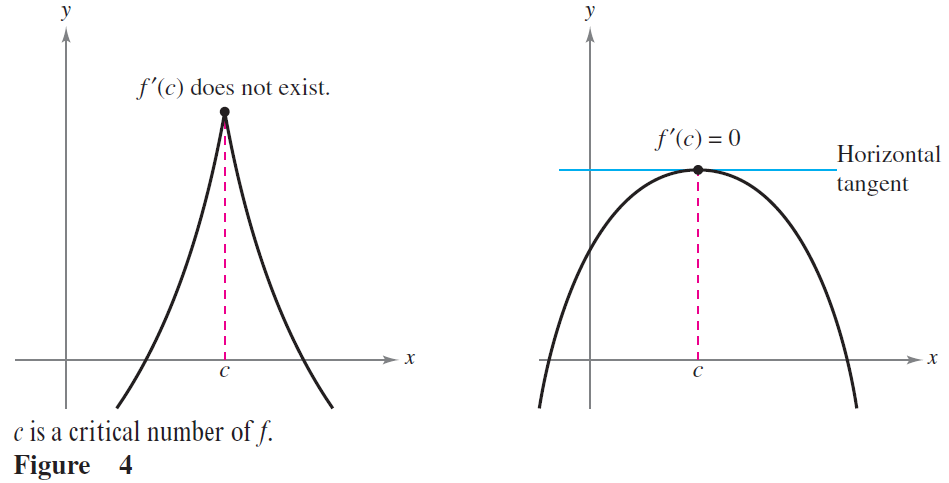 y
f′(c) does not exist.
x
c
y
f′(c) = 0
Horizontal
tangent
x
c
c is a critical number of f.
Figure 4